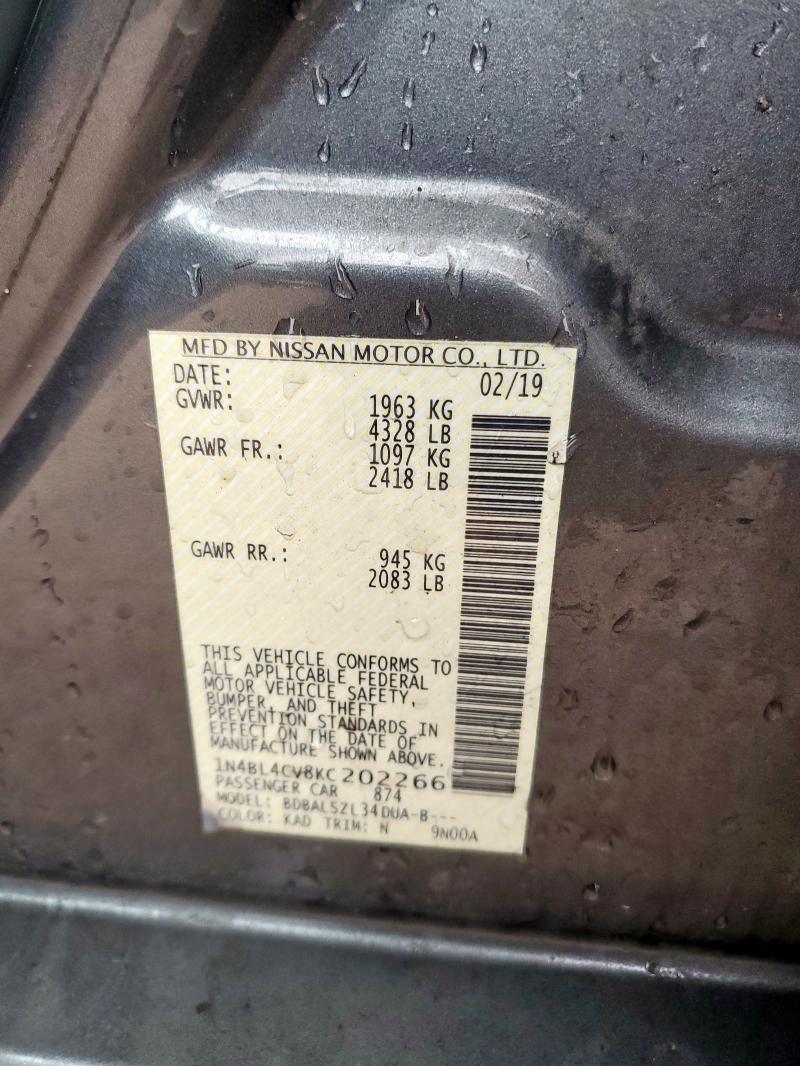 MFD BY NISSAN MOTOR CO., LTD.
DATE: 02/19
GVWR: 1963 KG
4328 LB
GAWR FR.: 1097 KG
2418 LB
GAWR RR.: 945 KG
2083 LB
THIS VEHICLE CONFORMS TO
ALL APPLICABLE FEDERAL
MOTOR VEHICLE SAFETY,
BUMPER, AND THEFT
PREVENTION STANDARDS IN
EFFECT ON THE DATE OF
MANUFACTURE SHOWN ABOVE.
1N4BL4CV8KC202266
PASSENGER CAR 874
MODEL: BDBALSZL34DUA-B---
COLOR: KAD TRIM: N 9N00A